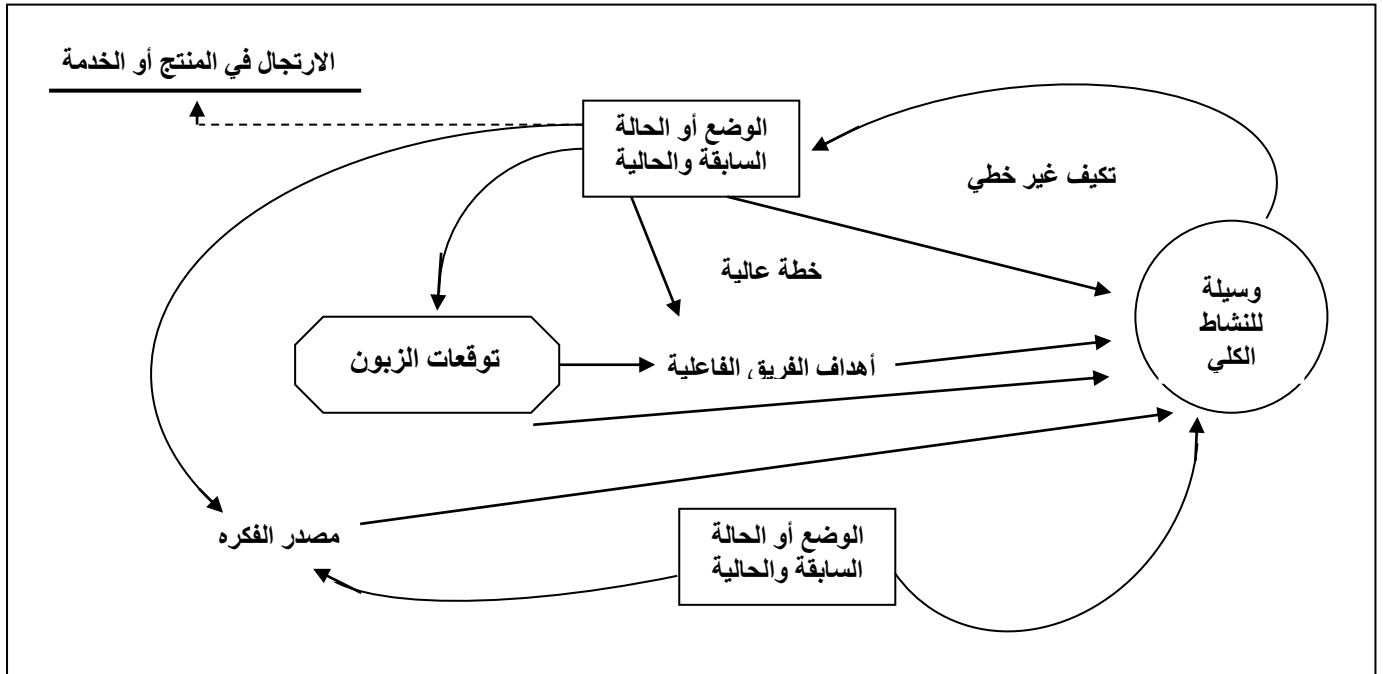 الارتجال في المنتج أو الخدمة
الوضع أو الحالة
السابقة والحالية
تكيف غير خطي
خطة عالية
وسيلة
للنشاط
الكلي
توقعات الزبون
أهداف الفريق الفاعلية
مصدر الفكره
الوضع أو الحالة
السابقة والحالية